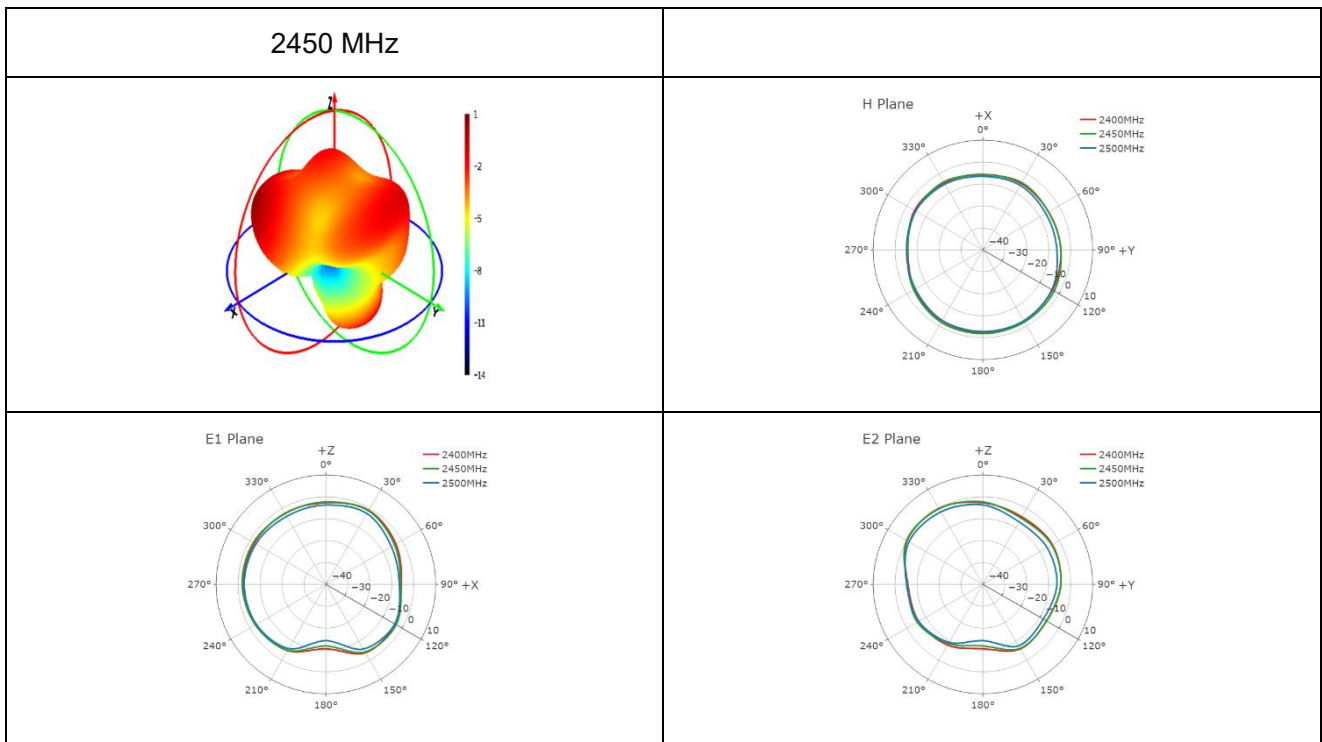 2450 MHz
Z
X
Y
1
-2
-5
-8
-11
-14
H Plane
+X
0°
30°
60°
90° +Y
120°
150°
180°
210°
240°
270°
300°
330°
−40
−30
−20
−10
0
10
2400MHz
2450MHz
2500MHz
E1 Plane
+Z
0°
30°
60°
90° +X
120°
150°
180°
210°
240°
270°
300°
330°
−40
−30
−20
−10
0
10
2400MHz
2450MHz
2500MHz
E2 Plane
+Z
0°
30°
60°
90° +Y
120°
150°
180°
210°
240°
270°
300°
330°
−40
−30
−20
−10
0
10
2400MHz
2450MHz
2500MHz